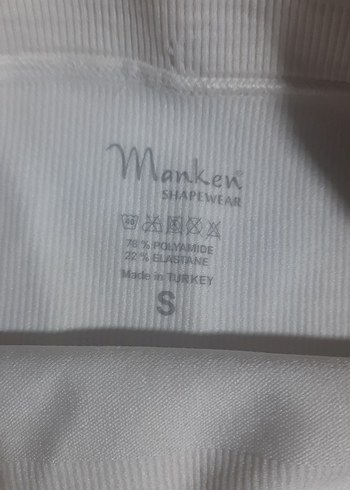 Manken
SHAPEWEAR
78 % POLYAMIDE
22 % ELASTANE
Made in TURKEY
S